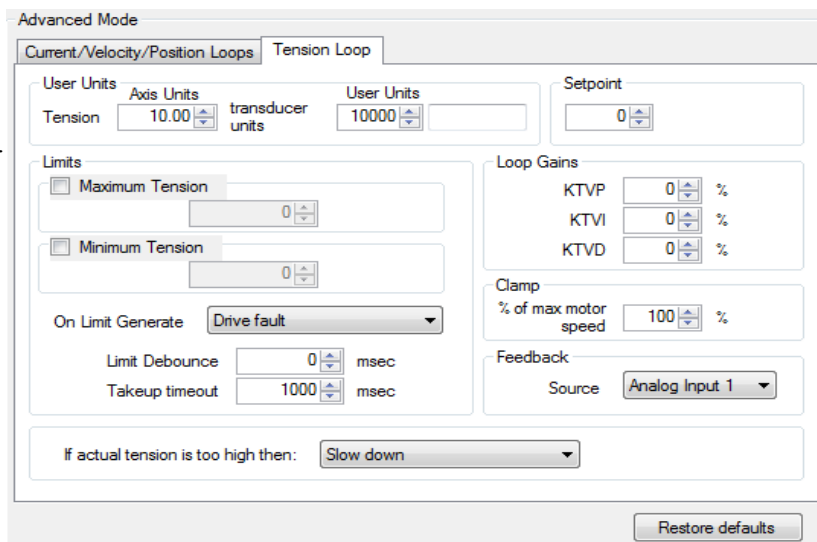 Advanced Mode
Current/Velocity/Position Loops Tension Loop
User Units
Axis Units User Units
Tension 10.00 transducer units 10000
Setpoint
0
Limits
Maximum Tension
0
Minimum Tension
0
On Limit Generate Drive fault
Limit Debounce 0 msec
Takeup timeout 1000 msec
Loop Gains
KTVP 0 %
KTVI 0 %
KTVD 0 %
Clamp
% of max motor speed 100 %
Feedback
Source Analog Input 1
If actual tension is too high then: Slow down
Restore defaults